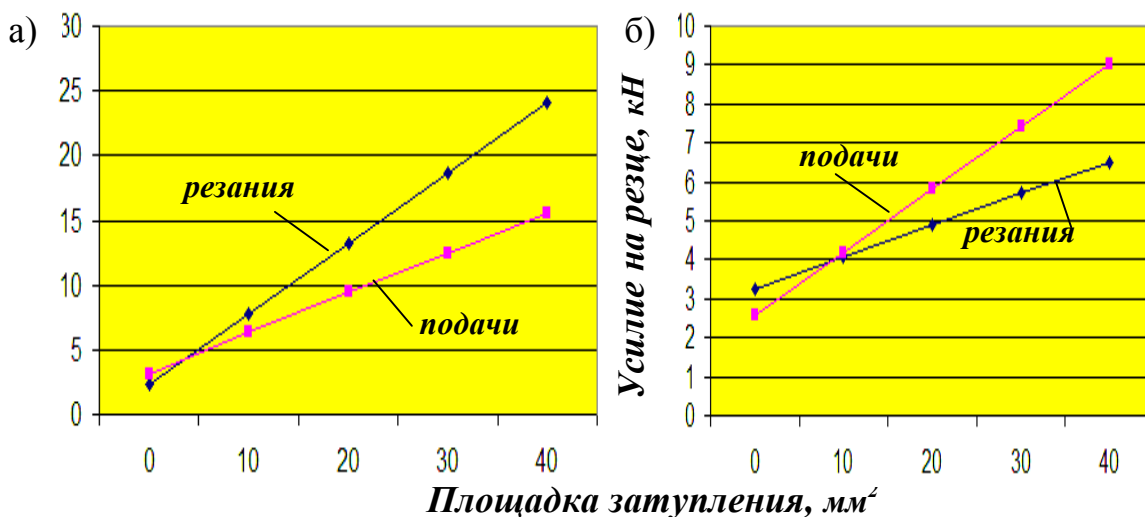 а)
30
25
20
15
10
5
0
резания
подачи
0 10 20 30 40
б)
Усилие на резце, кН
10
9
8
7
6
5
4
3
2
1
0
подачи
резания
0 10 20 30 40
Площадка затупления, мм²